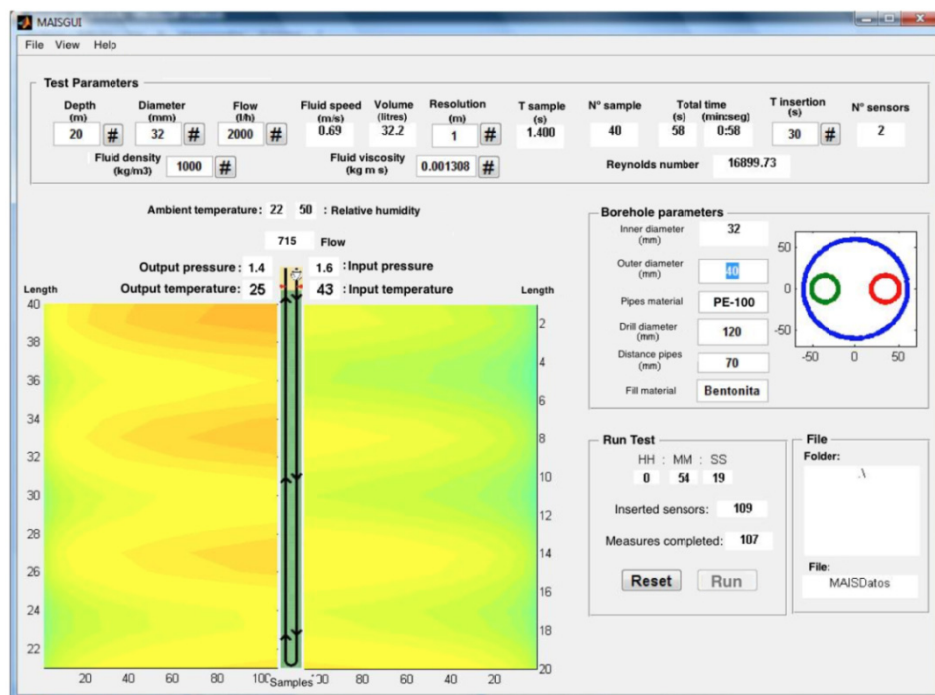 MAISGUI
File View Help
Test Parameters
Depth (m) Diameter (mm) Flow (l/h) Fluid speed (m/s) Volume (litres) Resolution (m) T sample (s) Nº sample Total time (s) (min:seg) T insertion (s) Nº sensors
20 # 32 # 2000 # 0.69 32.2 1 # 1.400 40 58 0:58 30 # 2
Fluid density (kg/m3) 1000 # Fluid viscosity (kg m s) 0.001308 # Reynolds number 16899.73
Ambient temperature: 22 50 : Relative humidity
715 Flow
Output pressure: 1.4 1.6 : Input pressure
Output temperature: 25 43 : Input temperature
Length Length
40
38
36
34
32
30
28
26
24
22
2
4
6
8
10
12
14
16
18
20
20 40 60 80 100 Samples 100 80 60 40 20
Borehole parameters
Inner diameter (mm) 32
Outer diameter (mm) 40
Pipes material PE-100
Drill diameter (mm) 120
Distance pipes (mm) 70
Fill material Bentonita
50
0
-50
-50 0 50
Run Test
HH : MM : SS
0 54 19
Inserted sensors: 109
Measures completed: 107
Reset Run
File
Folder:
.\
File:
MAISDatos